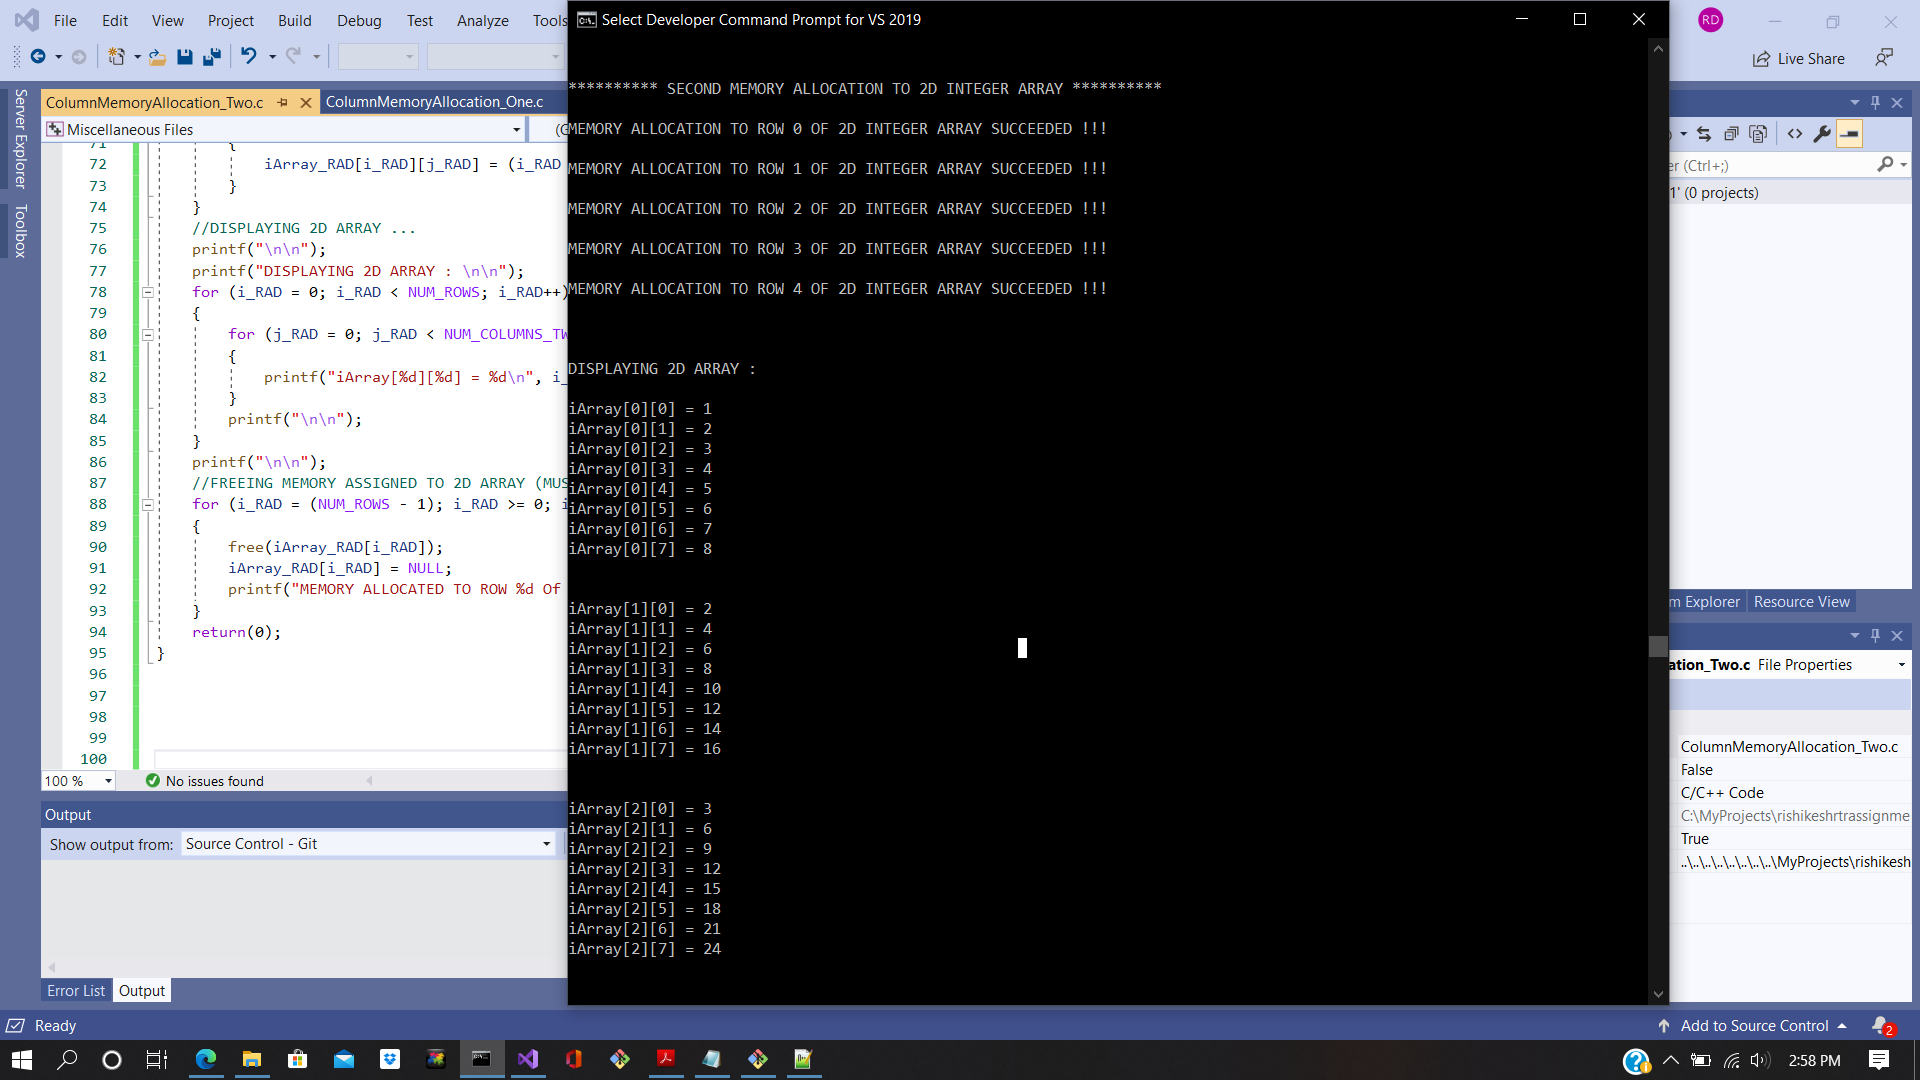 File Edit View Project Build Debug Test Analyze Tools
Select Developer Command Prompt for VS 2019
RD
Live Share
Server Explorer
Toolbox
ColumnMemoryAllocation_Two.c
ColumnMemoryAllocation_One.c
Miscellaneous Files
71 {
72 iArray_RAD[i_RAD][j_RAD] = (i_RAD
73 }
74 }
75 //DISPLAYING 2D ARRAY ...
76 printf("\n\n");
77 printf("DISPLAYING 2D ARRAY : \n\n");
78 for (i_RAD = 0; i_RAD < NUM_ROWS; i_RAD++)
79 {
80 for (j_RAD = 0; j_RAD < NUM_COLUMNS_TW
81 {
82 printf("iArray[%d][%d] = %d\n", i_
83 }
84 printf("\n\n");
85 }
86 printf("\n\n");
87 //FREEING MEMORY ASSIGNED TO 2D ARRAY (MUS
88 for (i_RAD = (NUM_ROWS - 1); i_RAD >= 0; i
89 {
90 free(iArray_RAD[i_RAD]);
91 iArray_RAD[i_RAD] = NULL;
92 printf("MEMORY ALLOCATED TO ROW %d Of
93 }
94 return(0);
95 }
96
97
98
99
100
100 %
No issues found
Output
Show output from: Source Control - Git
Error List Output
********** SECOND MEMORY ALLOCATION TO 2D INTEGER ARRAY **********
MEMORY ALLOCATION TO ROW 0 OF 2D INTEGER ARRAY SUCCEEDED !!!
MEMORY ALLOCATION TO ROW 1 OF 2D INTEGER ARRAY SUCCEEDED !!!
MEMORY ALLOCATION TO ROW 2 OF 2D INTEGER ARRAY SUCCEEDED !!!
MEMORY ALLOCATION TO ROW 3 OF 2D INTEGER ARRAY SUCCEEDED !!!
MEMORY ALLOCATION TO ROW 4 OF 2D INTEGER ARRAY SUCCEEDED !!!
DISPLAYING 2D ARRAY :
iArray[0][0] = 1
iArray[0][1] = 2
iArray[0][2] = 3
iArray[0][3] = 4
iArray[0][4] = 5
iArray[0][5] = 6
iArray[0][6] = 7
iArray[0][7] = 8
iArray[1][0] = 2
iArray[1][1] = 4
iArray[1][2] = 6
iArray[1][3] = 8
iArray[1][4] = 10
iArray[1][5] = 12
iArray[1][6] = 14
iArray[1][7] = 16
iArray[2][0] = 3
iArray[2][1] = 6
iArray[2][2] = 9
iArray[2][3] = 12
iArray[2][4] = 15
iArray[2][5] = 18
iArray[2][6] = 21
iArray[2][7] = 24
er (Ctrl+;)
1' (0 projects)
m Explorer Resource View
ation_Two.c File Properties
ColumnMemoryAllocation_Two.c
False
C/C++ Code
C:\MyProjects\rishikeshrtrassignme
True
..\..\..\..\..\..\..\..\MyProjects\rishikesh
Ready
Add to Source Control
2
2:58 PM